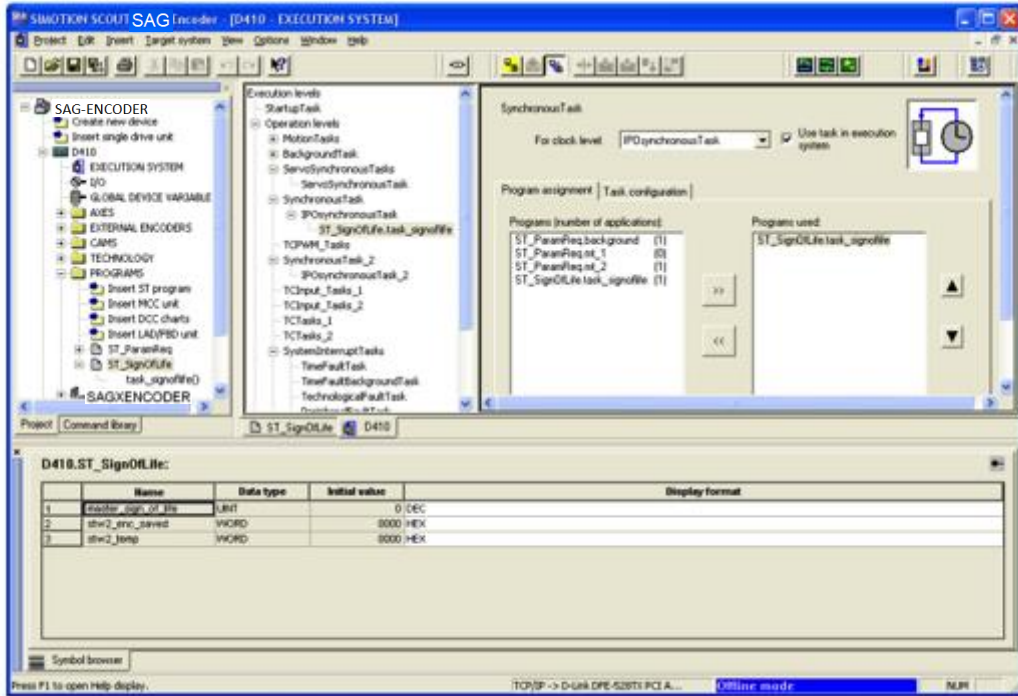 SIMOTION SCOUT SAG Encoder - [D410 - EXECUTION SYSTEM]
Project Edit Insert Target system View Options Window Help
SAG-ENCODER
Create new device
Insert single drive unit
D410
EXECUTION SYSTEM
I/O
GLOBAL DEVICE VARIABLE
AXES
EXTERNAL ENCODERS
CAMS
TECHNOLOGY
PROGRAMS
Insert ST program
Insert MCC unit
Insert DCC charts
Insert LAD/FBD unit
ST_ParamReq
ST_SignOfLife
task_signoflife()
SAGXENCODER
Project Command library
Execution levels
StartupTask
Operation levels
MotionTasks
BackgroundTask
ServoSynchronousTasks
ServoSynchronousTask
SynchronousTask
IPOsynchronousTask
ST_SignOfLife.task_signoflife
TCPWM_Tasks
SynchronousTask_2
IPOsynchronousTask_2
TCInput_Tasks_1
TCInput_Tasks_2
TCTasks_1
TCTasks_2
SystemInterruptTasks
TimeFaultTask
TimeFaultBackgroundTask
TechnologicalFaultTask
ST_SignOfLife D410
SynchronousTask
For clock level: IPOsynchronousTask Use task in execution
system
Program assignment Task configuration
Programs (number of applications): Programs used:
ST_ParamReq.background (1) ST_SignOfLife.task_signoflife
ST_ParamReq.int_1 (0)
ST_ParamReq.int_2 (1)
ST_SignOfLife.task_signoflife (1)
>>
<<
D410.ST_SignOfLife:
Name Data type Initial value Display format
1 master_sign_of_life UINT 0 DEC
2 stw2_enc_saved WORD 0000 HEX
3 stw2_temp WORD 0000 HEX
Symbol browser
Press F1 to open Help display. TCP/IP -> D-Link DFE-528TX PCI A... Offline mode NUM